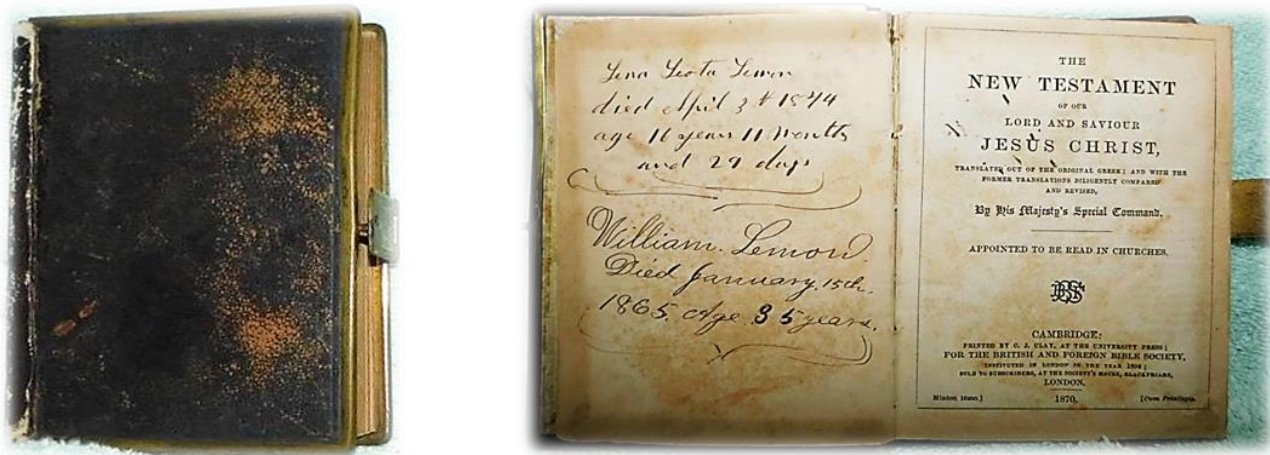 Lena Leota Lemon
died April 3
age 16 years 11 Months
and 29 days
William. Lemon.
Died January. 15th.
1865. Age 35 years.
THE
NEW TESTAMENT
OF OUR
LORD AND SAVIOUR
JESUS CHRIST,
TRANSLATED OUT OF THE ORIGINAL GREEK; AND WITH THE
FORMER TRANSLATIONS DILIGENTLY COMPARED
AND REVISED,
By His Majesty's Special Command.
APPOINTED TO BE READ IN CHURCHES.
CAMBRIDGE:
PRINTED BY C. J. CLAY, AT THE UNIVERSITY PRESS;
FOR THE BRITISH AND FOREIGN BIBLE SOCIETY,
INSTITUTED IN LONDON IN THE YEAR 1804;
SOLD TO SUBSCRIBERS, AT THE SOCIETY'S HOUSE, BLACKFRIARS,
LONDON.
Minion 16mo.] 1870. [Cum Privilegio.